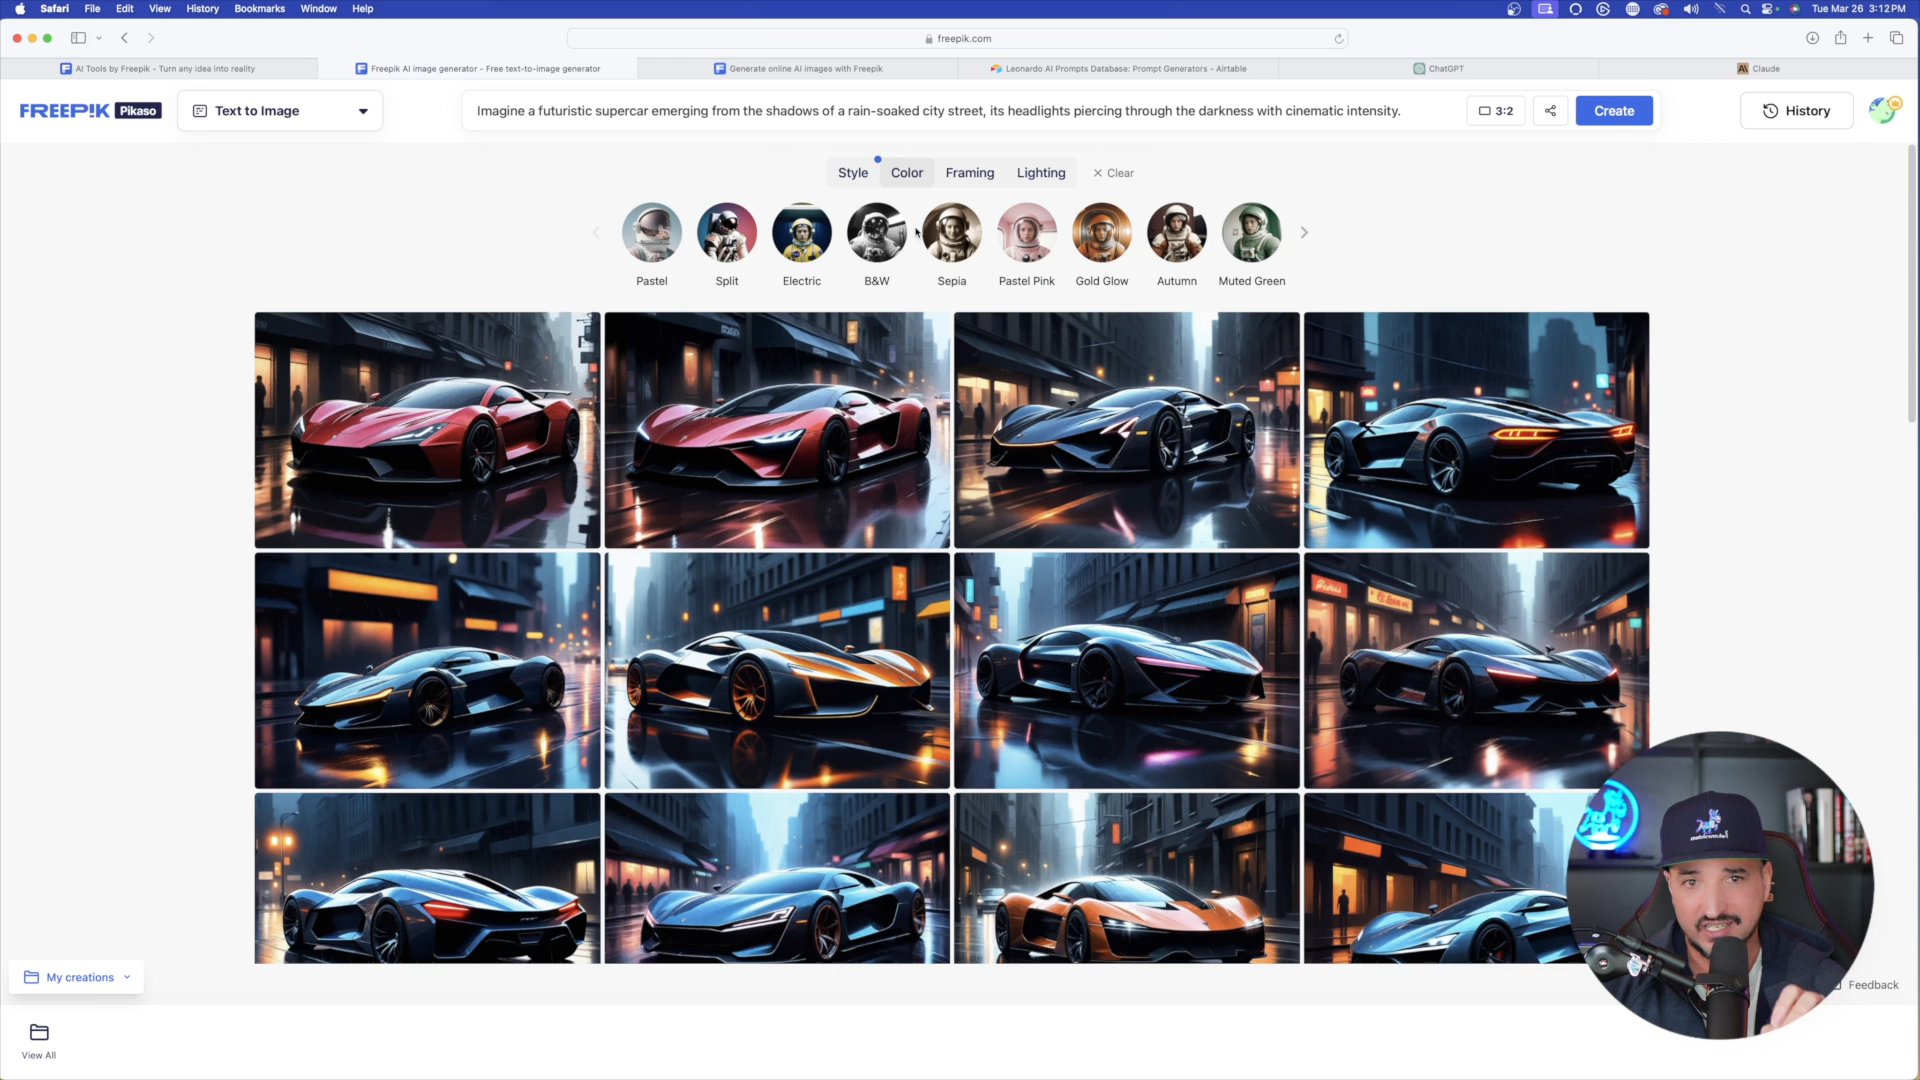 Safari File Edit View History Bookmarks Window Help
Tue Mar 26 3:12 PM
freepik.com
AI Tools by Freepik - Turn any idea into reality
Freepik AI image generator - Free text-to-image generator
Generate online AI images with Freepik
Leonardo AI Prompts Database: Prompt Generators - Airtable
ChatGPT
Claude
FREEPIK Pikaso
Text to Image
Imagine a futuristic supercar emerging from the shadows of a rain-soaked city street, its headlights piercing through the darkness with cinematic intensity.
3:2
Create
History
Style Color Framing Lighting Clear
Pastel Split Electric B&W Sepia Pastel Pink Gold Glow Autumn Muted Green
My creations
Feedback
View All